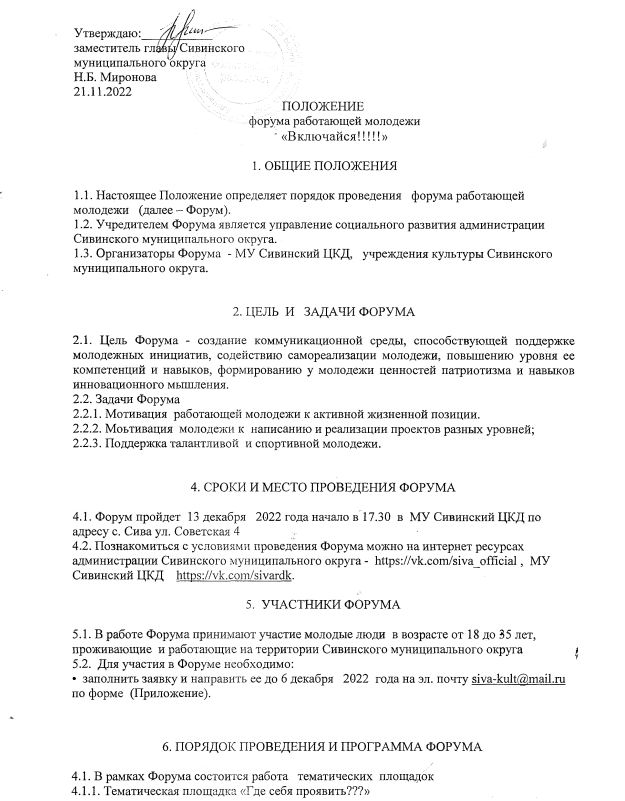 Утверждаю:____________
заместитель главы Сивинского
муниципального округа
Н.Б. Миронова
21.11.2022
ПОЛОЖЕНИЕ
форума работающей молодежи
«Включайся!!!!!»
1. ОБЩИЕ ПОЛОЖЕНИЯ
1.1. Настоящее Положение определяет порядок проведения форума работающей
молодежи (далее – Форум).
1.2. Учредителем Форума является управление социального развития администрации
Сивинского муниципального округа.
1.3. Организаторы Форума - МУ Сивинский ЦКД, учреждения культуры Сивинского
муниципального округа.
2. ЦЕЛЬ И ЗАДАЧИ ФОРУМА
2.1. Цель Форума - создание коммуникационной среды, способствующей поддержке
молодежных инициатив, содействию самореализации молодежи, повышению уровня ее
компетенций и навыков, формированию у молодежи ценностей патриотизма и навыков
инновационного мышления.
2.2. Задачи Форума
2.2.1. Мотивация работающей молодежи к активной жизненной позиции.
2.2.2. Моьтивация молодежи к написанию и реализации проектов разных уровней;
2.2.3. Поддержка талантливой и спортивной молодежи.
4. СРОКИ И МЕСТО ПРОВЕДЕНИЯ ФОРУМА
4.1. Форум пройдет 13 декабря 2022 года начало в 17.30 в МУ Сивинский ЦКД по
адресу с. Сива ул. Советская 4
4.2. Познакомиться с условиями проведения Форума можно на интернет ресурсах
администрации Сивинского муниципального округа - https://vk.com/siva_official , МУ
Сивинский ЦКД https://vk.com/sivardk.
5. УЧАСТНИКИ ФОРУМА
5.1. В работе Форума принимают участие молодые люди в возрасте от 18 до 35 лет,
проживающие и работающие на территории Сивинского муниципального округа
5.2. Для участия в Форуме необходимо:
• заполнить заявку и направить ее до 6 декабря 2022 года на эл. почту siva-kult@mail.ru
по форме (Приложение).
6. ПОРЯДОК ПРОВЕДЕНИЯ И ПРОГРАММА ФОРУМА
4.1. В рамках Форума состоится работа тематических площадок
4.1.1. Тематическая площадка «Где себя проявить???»